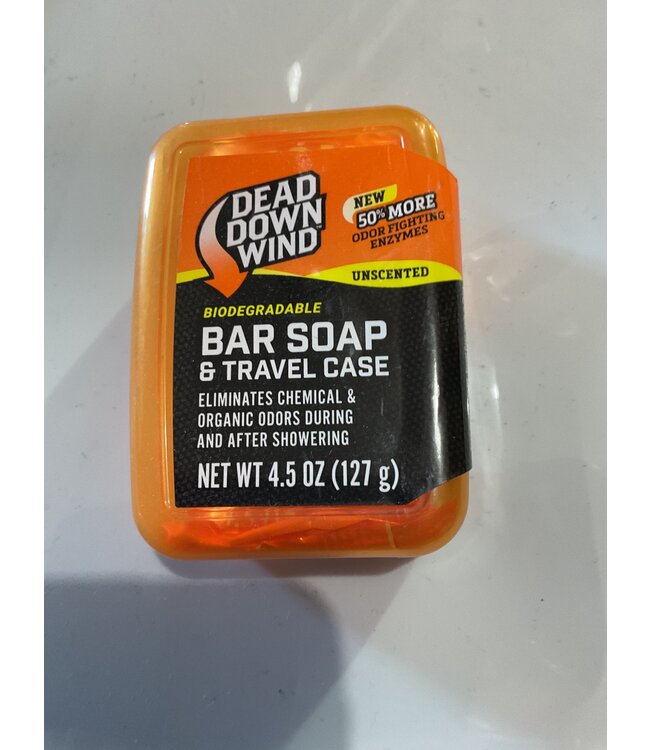 DEAD
DOWN
WIND™
NEW
50% MORE
ODOR FIGHTING
ENZYMES
UNSCENTED
BIODEGRADABLE
BAR SOAP
& TRAVEL CASE
ELIMINATES CHEMICAL &
ORGANIC ODORS DURING
AND AFTER SHOWERING
NET WT 4.5 OZ (127 g)